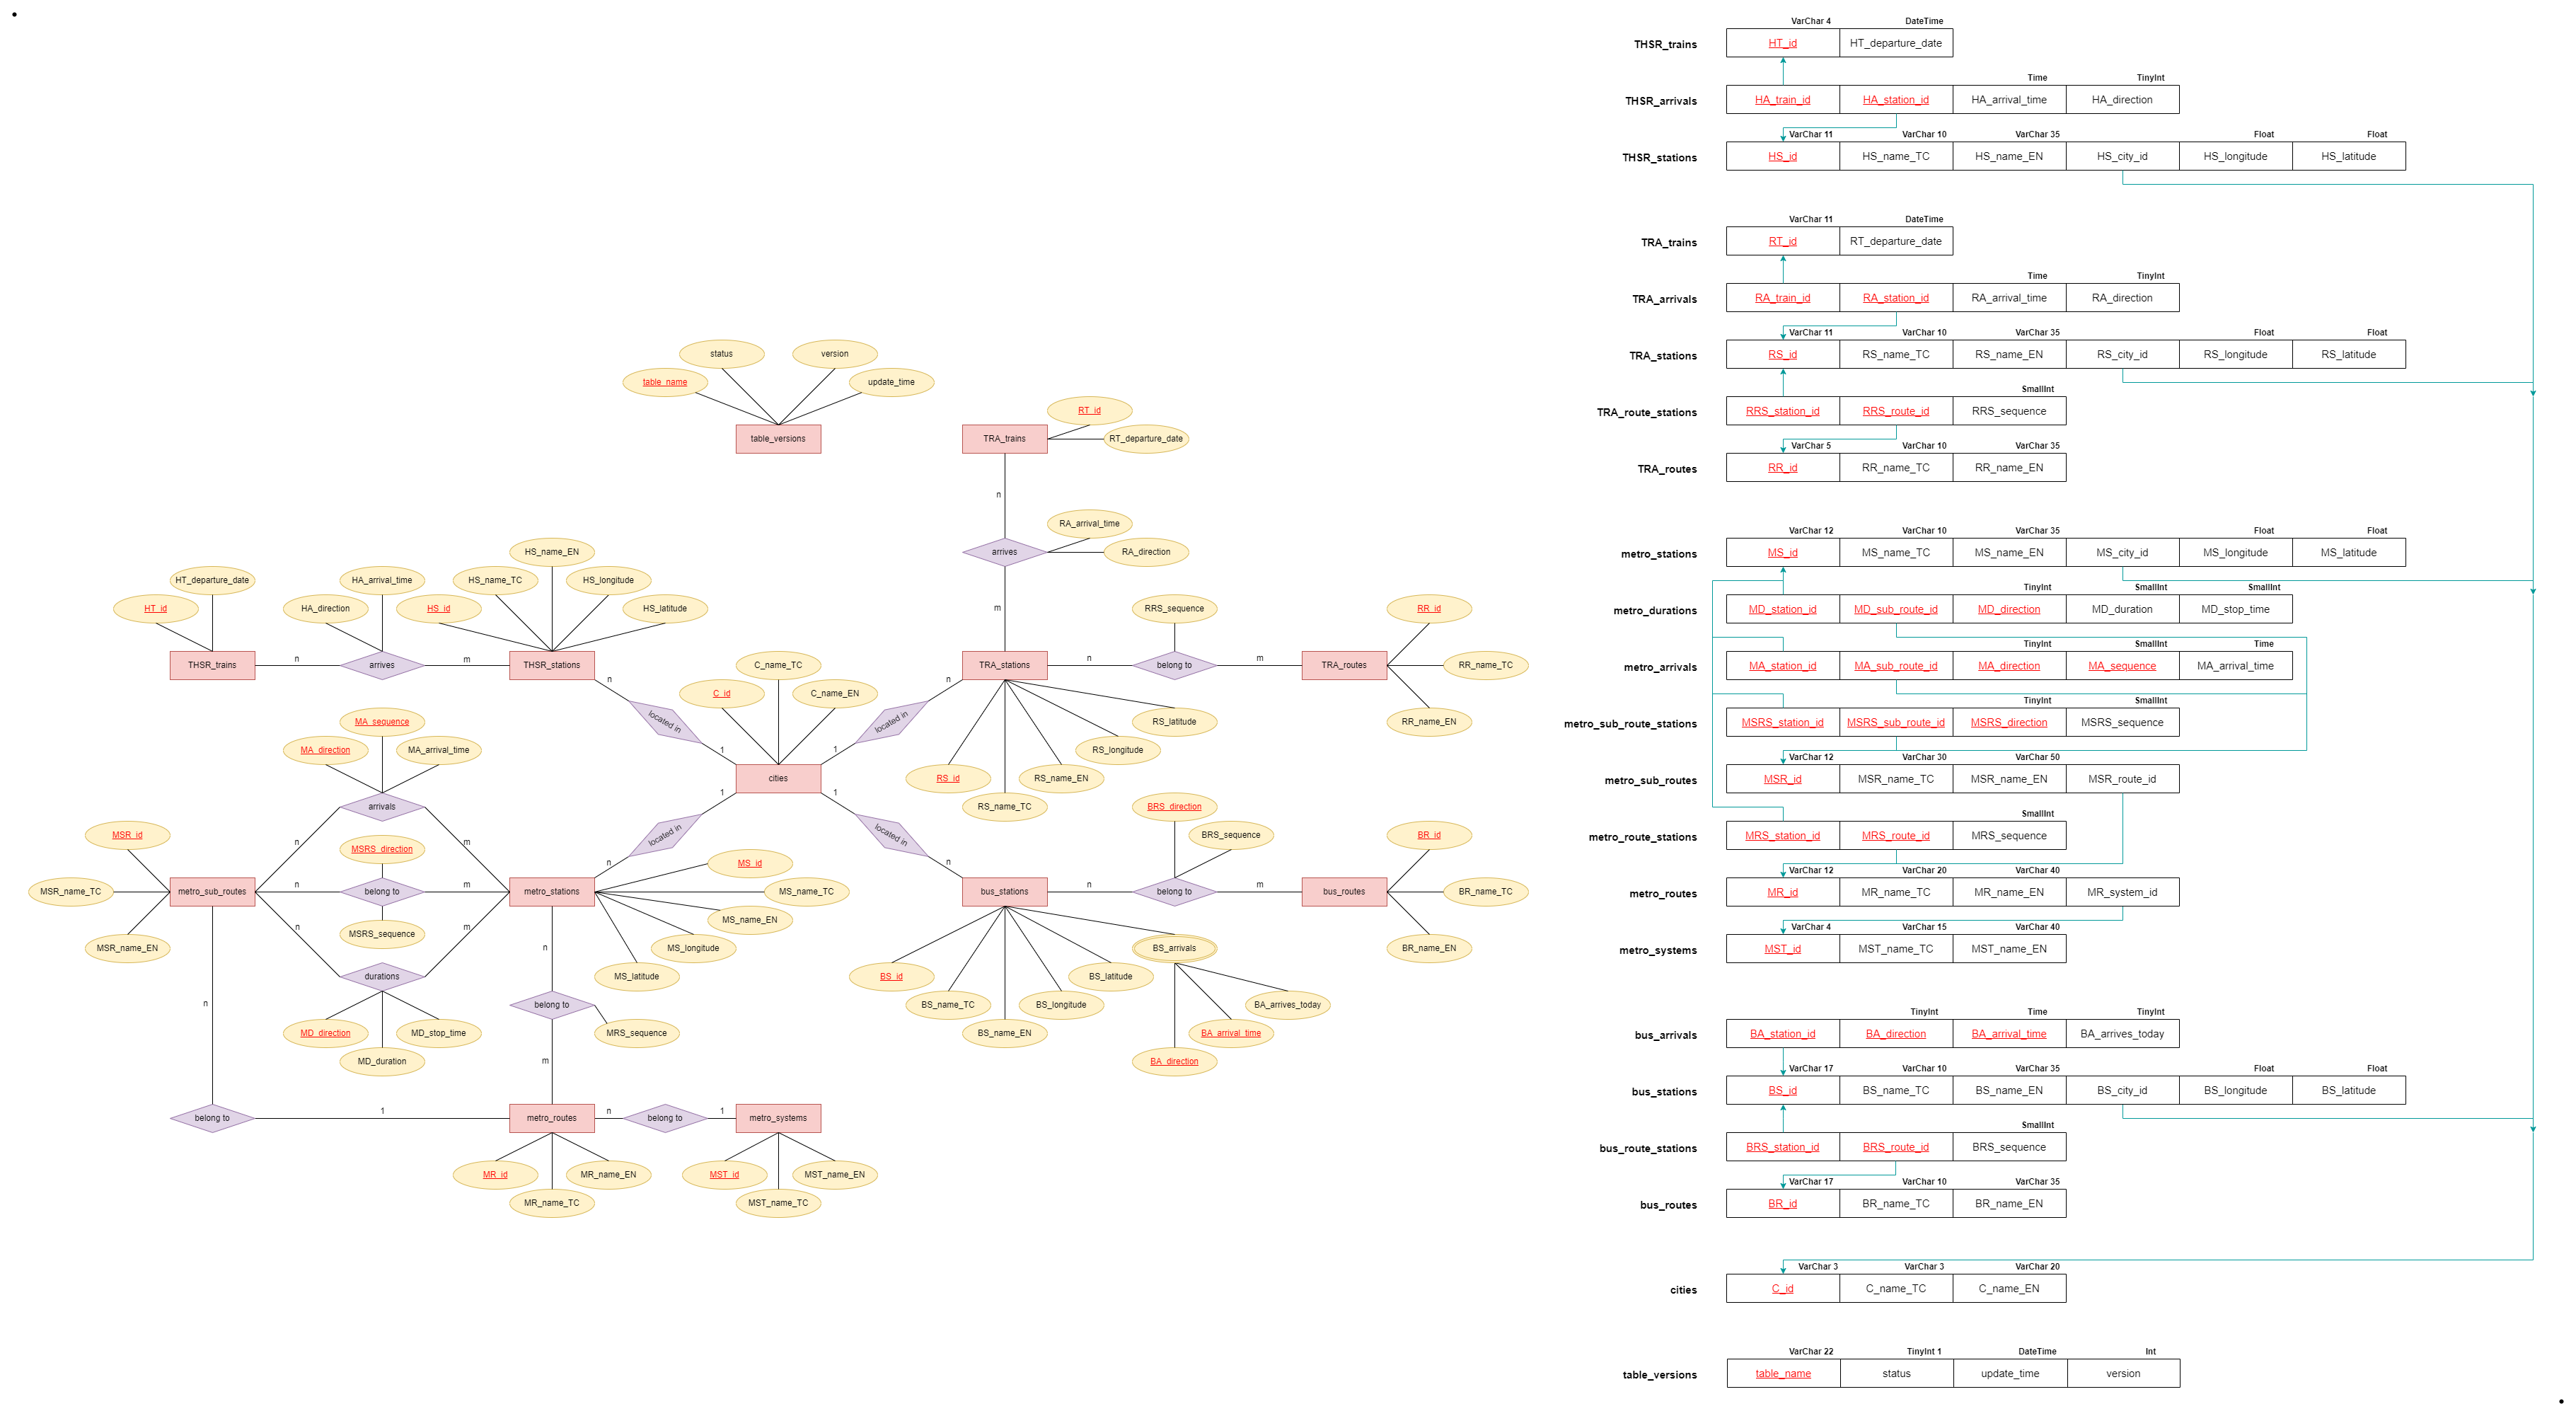 table_name
status
version
update_time
table_versions
RT_id
RT_departure_date
TRA_trains
n
RA_arrival_time
RA_direction
arrives
m
HT_departure_date
HT_id
HA_arrival_time
HA_direction
HS_id
HS_name_TC
HS_name_EN
HS_longitude
HS_latitude
THSR_trains
n
arrives
m
THSR_stations
n
located in
1
C_id
C_name_TC
C_name_EN
cities
1
located in
n
TRA_stations
n
RRS_sequence
belong to
m
TRA_routes
RR_id
RR_name_TC
RR_name_EN
RS_id
RS_name_TC
RS_name_EN
RS_longitude
RS_latitude
MA_sequence
MA_direction
MA_arrival_time
arrivals
n
m
MSR_id
MSR_name_TC
MSR_name_EN
metro_sub_routes
n
MSRS_direction
belong to
MSRS_sequence
m
metro_stations
n
located in
1
1
located in
n
n
durations
m
MD_direction
MD_duration
MD_stop_time
MS_id
MS_name_TC
MS_name_EN
MS_longitude
MS_latitude
n
belong to
MRS_sequence
m
n
belong to
1
metro_routes
n
belong to
1
metro_systems
MR_id
MR_name_TC
MR_name_EN
MST_id
MST_name_TC
MST_name_EN
bus_stations
n
BRS_direction
BRS_sequence
belong to
m
bus_routes
BR_id
BR_name_TC
BR_name_EN
BS_id
BS_name_TC
BS_name_EN
BS_longitude
BS_latitude
BS_arrivals
BA_direction
BA_arrival_time
BA_arrives_today
VarChar 4 DateTime
THSR_trains HT_id HT_departure_date
Time TinyInt
THSR_arrivals HA_train_id HA_station_id HA_arrival_time HA_direction
VarChar 11 VarChar 10 VarChar 35 Float Float
THSR_stations HS_id HS_name_TC HS_name_EN HS_city_id HS_longitude HS_latitude
VarChar 11 DateTime
TRA_trains RT_id RT_departure_date
Time TinyInt
TRA_arrivals RA_train_id RA_station_id RA_arrival_time RA_direction
VarChar 11 VarChar 10 VarChar 35 Float Float
TRA_stations RS_id RS_name_TC RS_name_EN RS_city_id RS_longitude RS_latitude
SmallInt
TRA_route_stations RRS_station_id RRS_route_id RRS_sequence
VarChar 5 VarChar 10 VarChar 35
TRA_routes RR_id RR_name_TC RR_name_EN
VarChar 12 VarChar 10 VarChar 35 Float Float
metro_stations MS_id MS_name_TC MS_name_EN MS_city_id MS_longitude MS_latitude
TinyInt SmallInt SmallInt
metro_durations MD_station_id MD_sub_route_id MD_direction MD_duration MD_stop_time
TinyInt SmallInt Time
metro_arrivals MA_station_id MA_sub_route_id MA_direction MA_sequence MA_arrival_time
TinyInt SmallInt
metro_sub_route_stations MSRS_station_id MSRS_sub_route_id MSRS_direction MSRS_sequence
VarChar 12 VarChar 30 VarChar 50
metro_sub_routes MSR_id MSR_name_TC MSR_name_EN MSR_route_id
SmallInt
metro_route_stations MRS_station_id MRS_route_id MRS_sequence
VarChar 12 VarChar 20 VarChar 40
metro_routes MR_id MR_name_TC MR_name_EN MR_system_id
VarChar 4 VarChar 15 VarChar 40
metro_systems MST_id MST_name_TC MST_name_EN
TinyInt Time TinyInt
bus_arrivals BA_station_id BA_direction BA_arrival_time BA_arrives_today
VarChar 17 VarChar 10 VarChar 35 Float Float
bus_stations BS_id BS_name_TC BS_name_EN BS_city_id BS_longitude BS_latitude
SmallInt
bus_route_stations BRS_station_id BRS_route_id BRS_sequence
VarChar 17 VarChar 10 VarChar 35
bus_routes BR_id BR_name_TC BR_name_EN
VarChar 3 VarChar 3 VarChar 20
cities C_id C_name_TC C_name_EN
VarChar 22 TinyInt 1 DateTime Int
table_versions table_name status update_time version